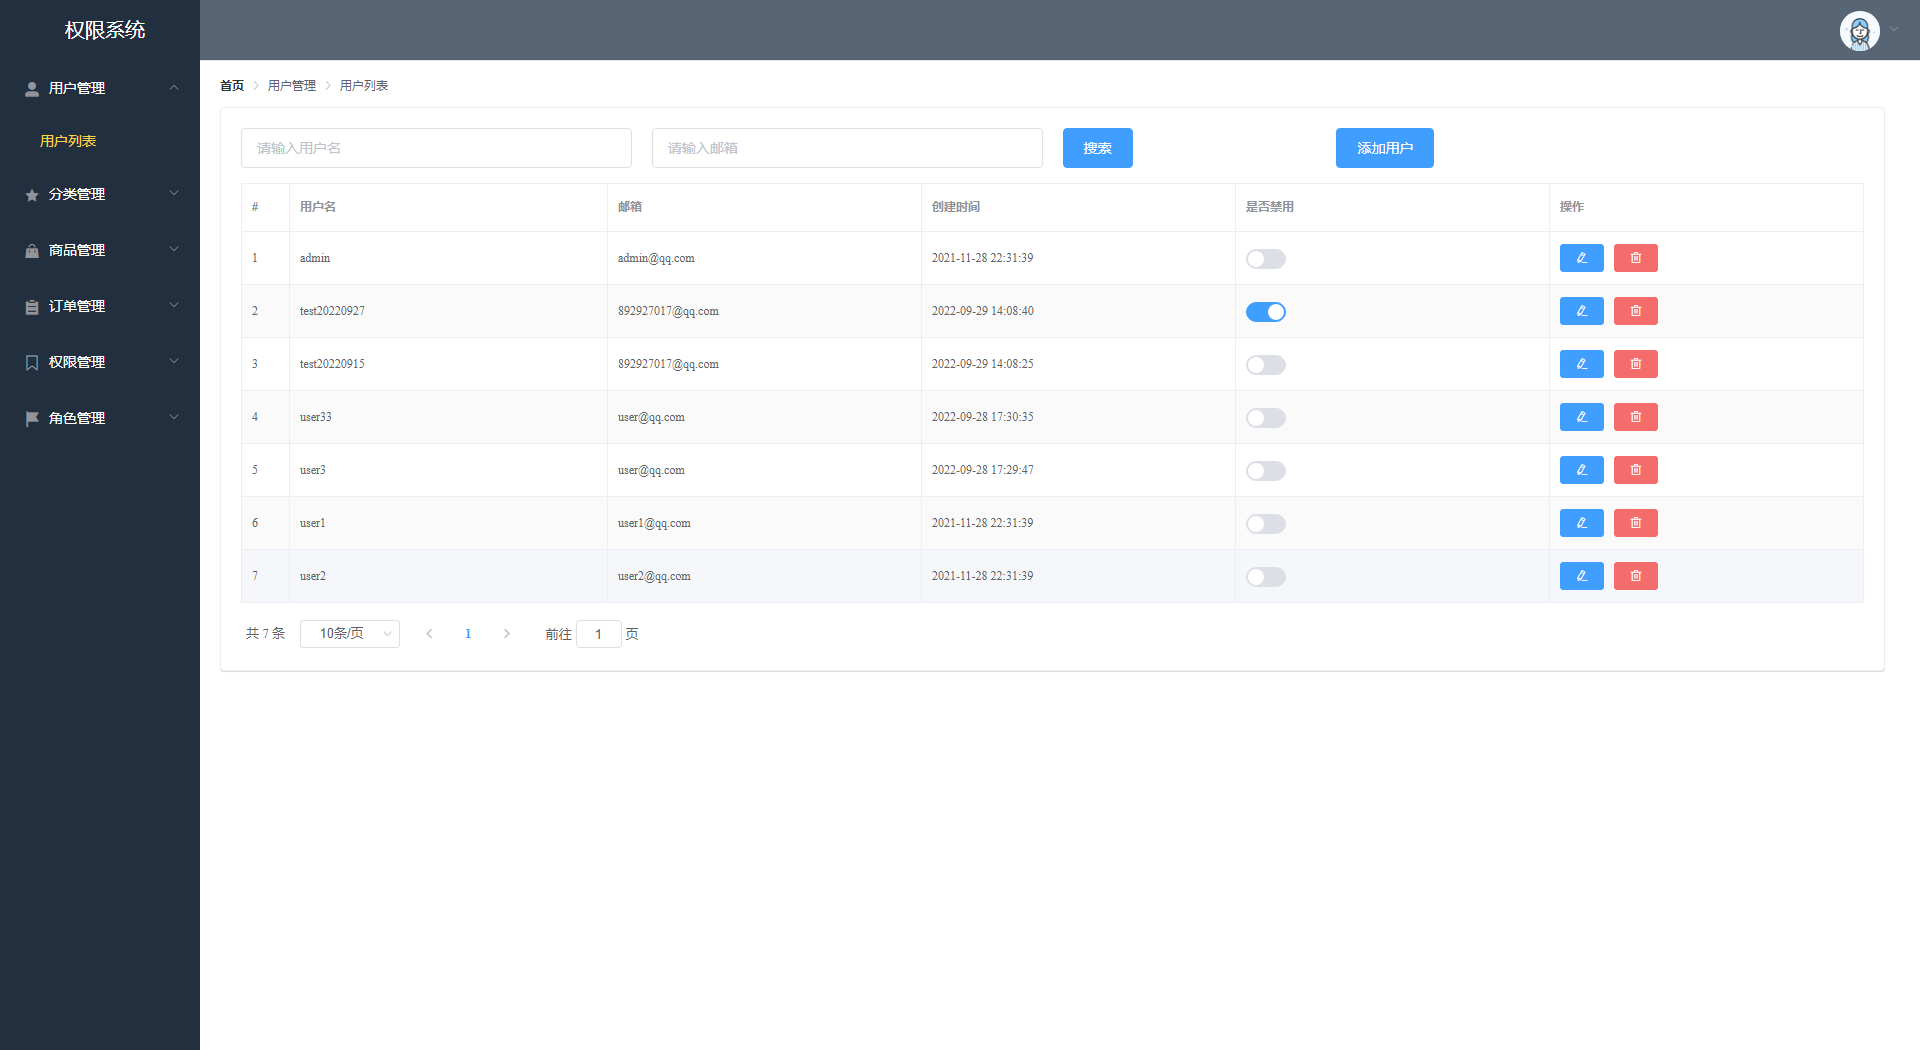 权限系统
用户管理
用户列表
分类管理
商品管理
订单管理
权限管理
角色管理
首页 用户管理 用户列表
请输入用户名 请输入邮箱 搜索 添加用户
# 用户名 邮箱 创建时间 是否禁用 操作
1 admin admin@qq.com 2021-11-28 22:31:39
2 test20220927 892927017@qq.com 2022-09-29 14:08:40
3 test20220915 892927017@qq.com 2022-09-29 14:08:25
4 user33 user@qq.com 2022-09-28 17:30:35
5 user3 user@qq.com 2022-09-28 17:29:47
6 user1 user1@qq.com 2021-11-28 22:31:39
7 user2 user2@qq.com 2021-11-28 22:31:39
共 7 条 10条/页 1 前往 1 页